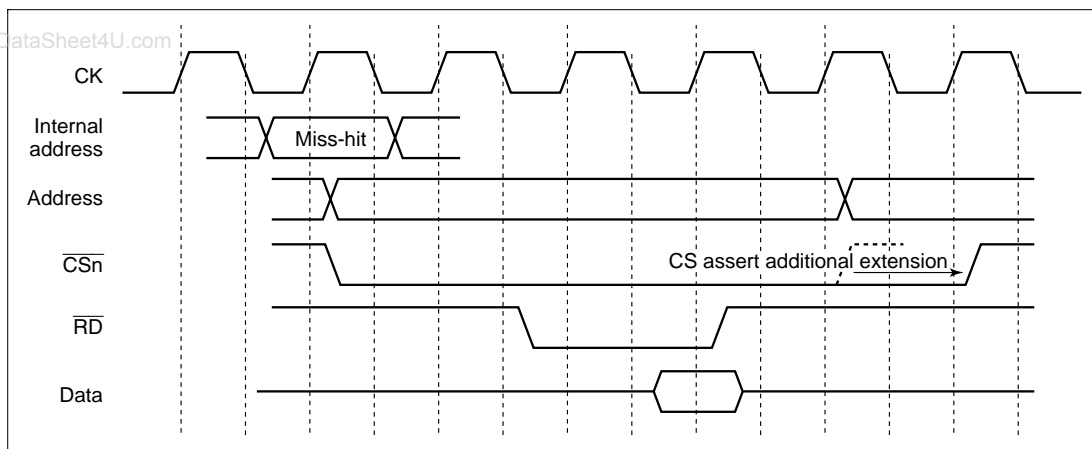 DataSheet4U.com
CK
Internal
address
Miss-hit
Address
CSn
CS assert additional extension
RD
Data